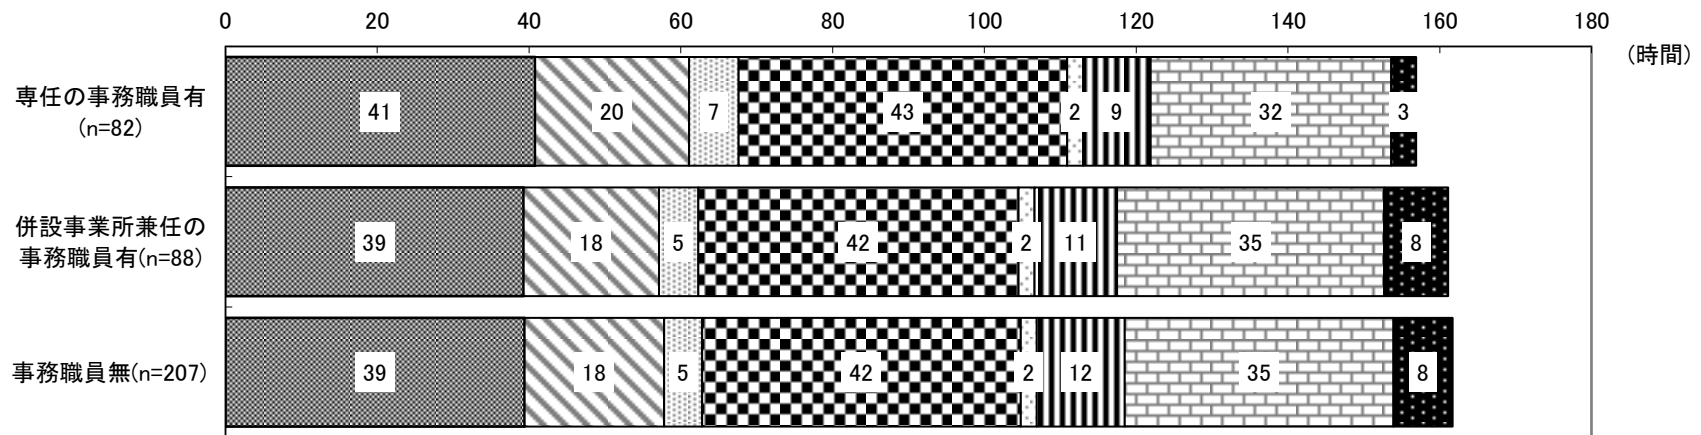 0 20 40 60 80 100 120 140 160 180
(時間)
専任の事務職員有
(n=82)
41 20 7 43 2 9 32 3
併設事業所兼任の
事務職員有(n=88)
39 18 5 42 2 11 35 8
事務職員無(n=207)
39 18 5 42 2 12 35 8